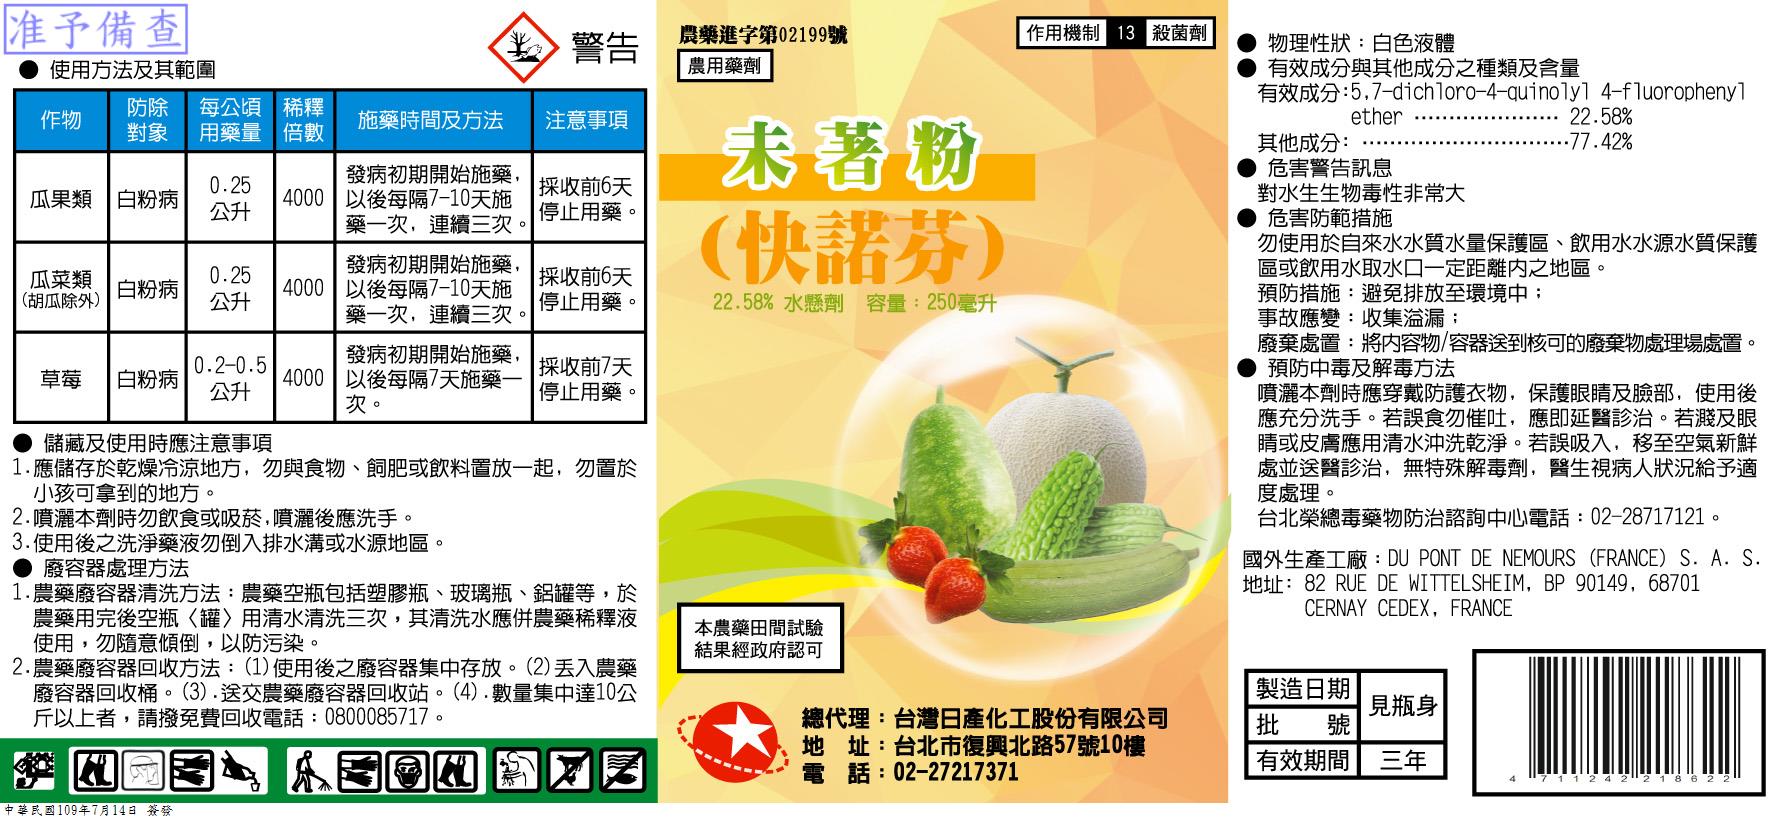 准予備查
警告
● 使用方法及其範圍
作物 防除對象 每公頃用藥量 稀釋倍數 施藥時間及方法 注意事項
瓜果類 白粉病 0.25公升 4000 發病初期開始施藥，以後每隔7-10天施藥一次，連續三次。 採收前6天停止用藥。
瓜菜類(胡瓜除外) 白粉病 0.25公升 4000 發病初期開始施藥，以後每隔7-10天施藥一次，連續三次。 採收前6天停止用藥。
草莓 白粉病 0.2-0.5公升 4000 發病初期開始施藥，以後每隔7天施藥一次。 採收前7天停止用藥。
● 儲藏及使用時應注意事項
1.應儲存於乾燥冷涼地方，勿與食物、飼肥或飲料置放一起，勿置於
小孩可拿到的地方。
2.噴灑本劑時勿飲食或吸菸，噴灑後應洗手。
3.使用後之洗淨藥液勿倒入排水溝或水源地區。
● 廢容器處理方法
1.農藥廢容器清洗方法：農藥空瓶包括塑膠瓶、玻璃瓶、鋁罐等，於
農藥用完後空瓶〈罐〉用清水清洗三次，其清洗水應併農藥稀釋液
使用，勿隨意傾倒，以防污染。
2.農藥廢容器回收方法：(1)使用後之廢容器集中存放。(2)丟入農藥
廢容器回收桶。(3).送交農藥廢容器回收站。(4).數量集中達10公
斤以上者，請撥免費回收電話：0800085717。
中華民國109年7月14日 簽發
農藥進字第02199號
農用藥劑
作用機制 13 殺菌劑
未著粉
(快諾芬)
22.58% 水懸劑 容量：250毫升
本農藥田間試驗
結果經政府認可
總代理：台灣日產化工股份有限公司
地 址：台北市復興北路57號10樓
電 話：02-27217371
● 物理性狀：白色液體
● 有效成分與其他成分之種類及含量
有效成分:5,7-dichloro-4-quinolyl 4-fluorophenyl
ether ………………… 22.58%
其他成分: …………………………77.42%
● 危害警告訊息
對水生生物毒性非常大
● 危害防範措施
勿使用於自來水水質水量保護區、飲用水水源水質保護
區或飲用水取水口一定距離內之地區。
預防措施：避免排放至環境中；
事故應變：收集溢漏；
廢棄處置：將內容物/容器送到核可的廢棄物處理場處置。
● 預防中毒及解毒方法
噴灑本劑時應穿戴防護衣物，保護眼睛及臉部，使用後
應充分洗手。若誤食勿催吐，應即延醫診治。若濺及眼
睛或皮膚應用清水沖洗乾淨。若誤吸入，移至空氣新鮮
處並送醫診治，無特殊解毒劑，醫生視病人狀況給予適
度處理。
台北榮總毒藥物防治諮詢中心電話：02-28717121。
國外生產工廠：DU PONT DE NEMOURS (FRANCE) S. A. S.
地址: 82 RUE DE WITTELSHEIM, BP 90149, 68701
CERNAY CEDEX, FRANCE
製造日期 見瓶身
批 號
有效期間 三年
4 711242 218622